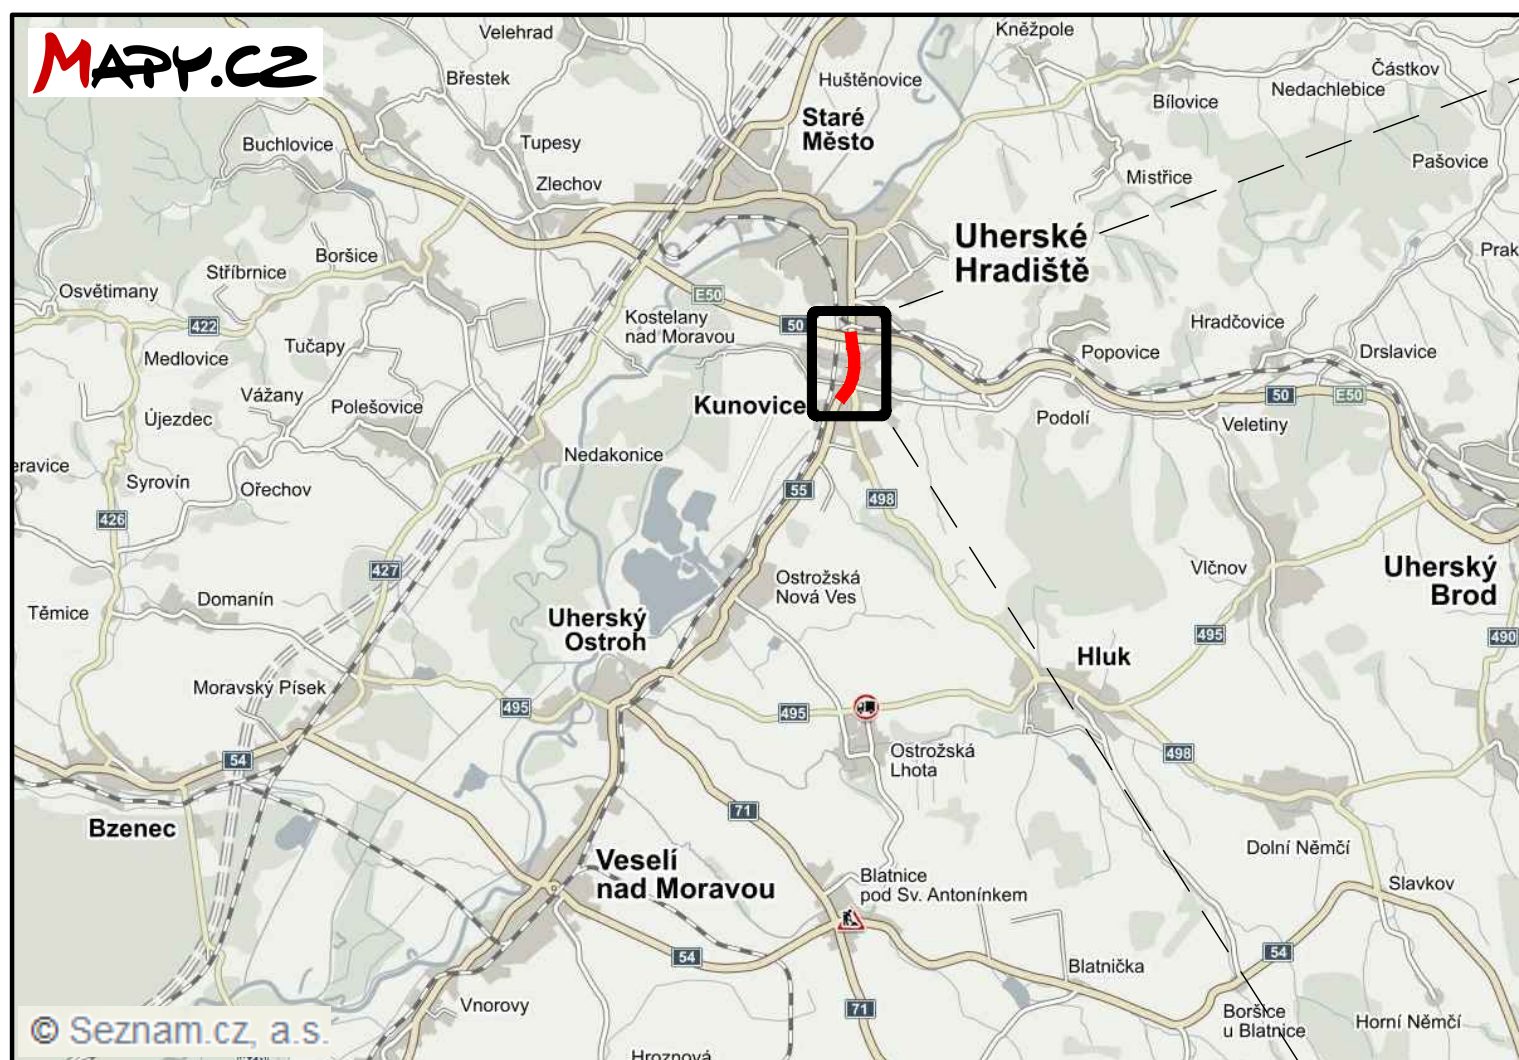 MAPY.CZ
Velehrad
Kněžpole
Břestek
Huštěnovice
Částkov
Nedachlebice
Bílovice
Staré
Město
Buchlovice
Tupesy
Pašovice
Zlechov
Mistřice
Uherské
Hradiště
Boršice
Prak
Stříbrnice
Osvětimany
E50
422
Kostelany
nad Moravou
50
Hradčovice
Tučapy
Medlovice
Popovice
Drslavice
Vážany
Polešovice
Kunovice
50
E50
Újezdec
Podolí
Veletiny
Nedakonice
eravice
Syrovín
Ořechov
55
498
426
427
Vlčnov
Uherský
Brod
Ostrožská
Nová Ves
Domanín
Těmice
Uherský
Ostroh
495
490
Hluk
Moravský Písek
495
495
54
Ostrožská
Lhota
498
71
Bzenec
Dolní Němčí
Veselí
nad Moravou
Blatnice
pod Sv. Antonínkem
Slavkov
54
54
Blatnička
Vnorovy
71
Boršice
u Blatnice
Horní Němčí
© Seznam.cz, a.s.
Hroznová